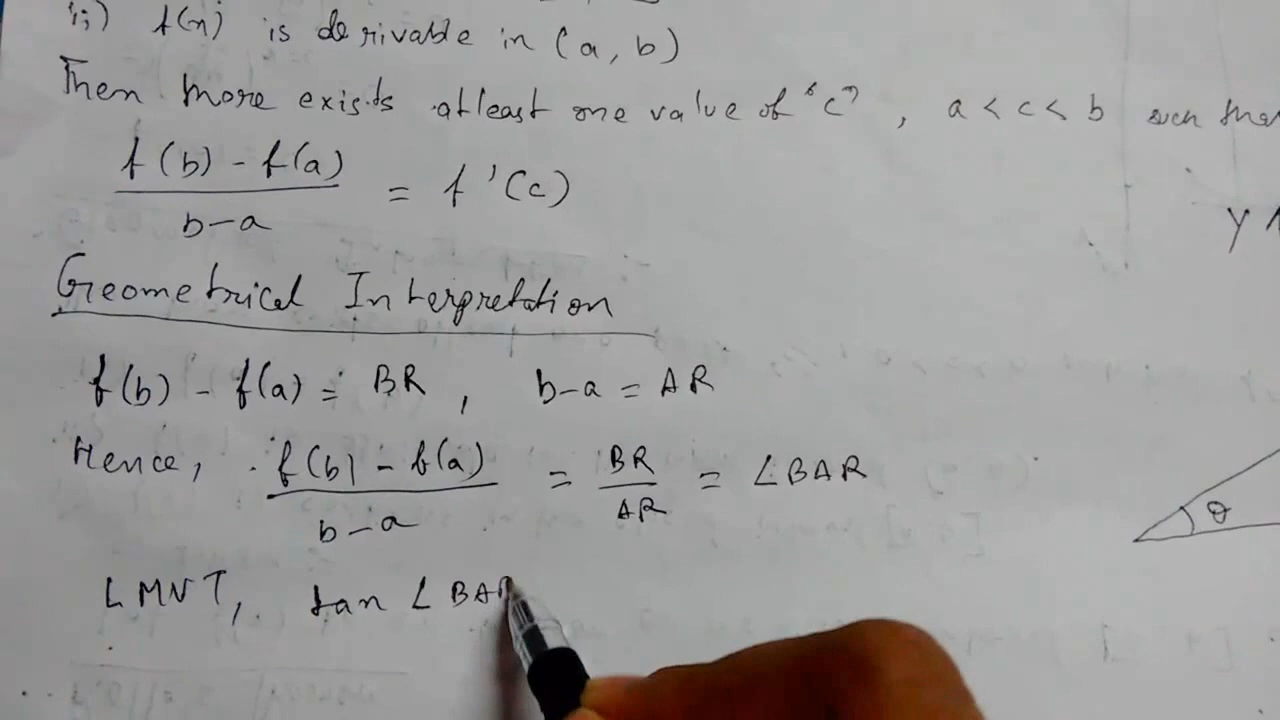 ii) f(n) is derivable in (a, b)
Then there exists atleast one value of "c", a < c < b such that
f(b) - f(a) / b-a = f'(c)
y
Geometrical Interpretation
f(b) - f(a) = BR, b-a = AR
Hence, f(b) - f(a) / b-a = BR / AR = ∠BAR
θ
LMVT, tan ∠BAR